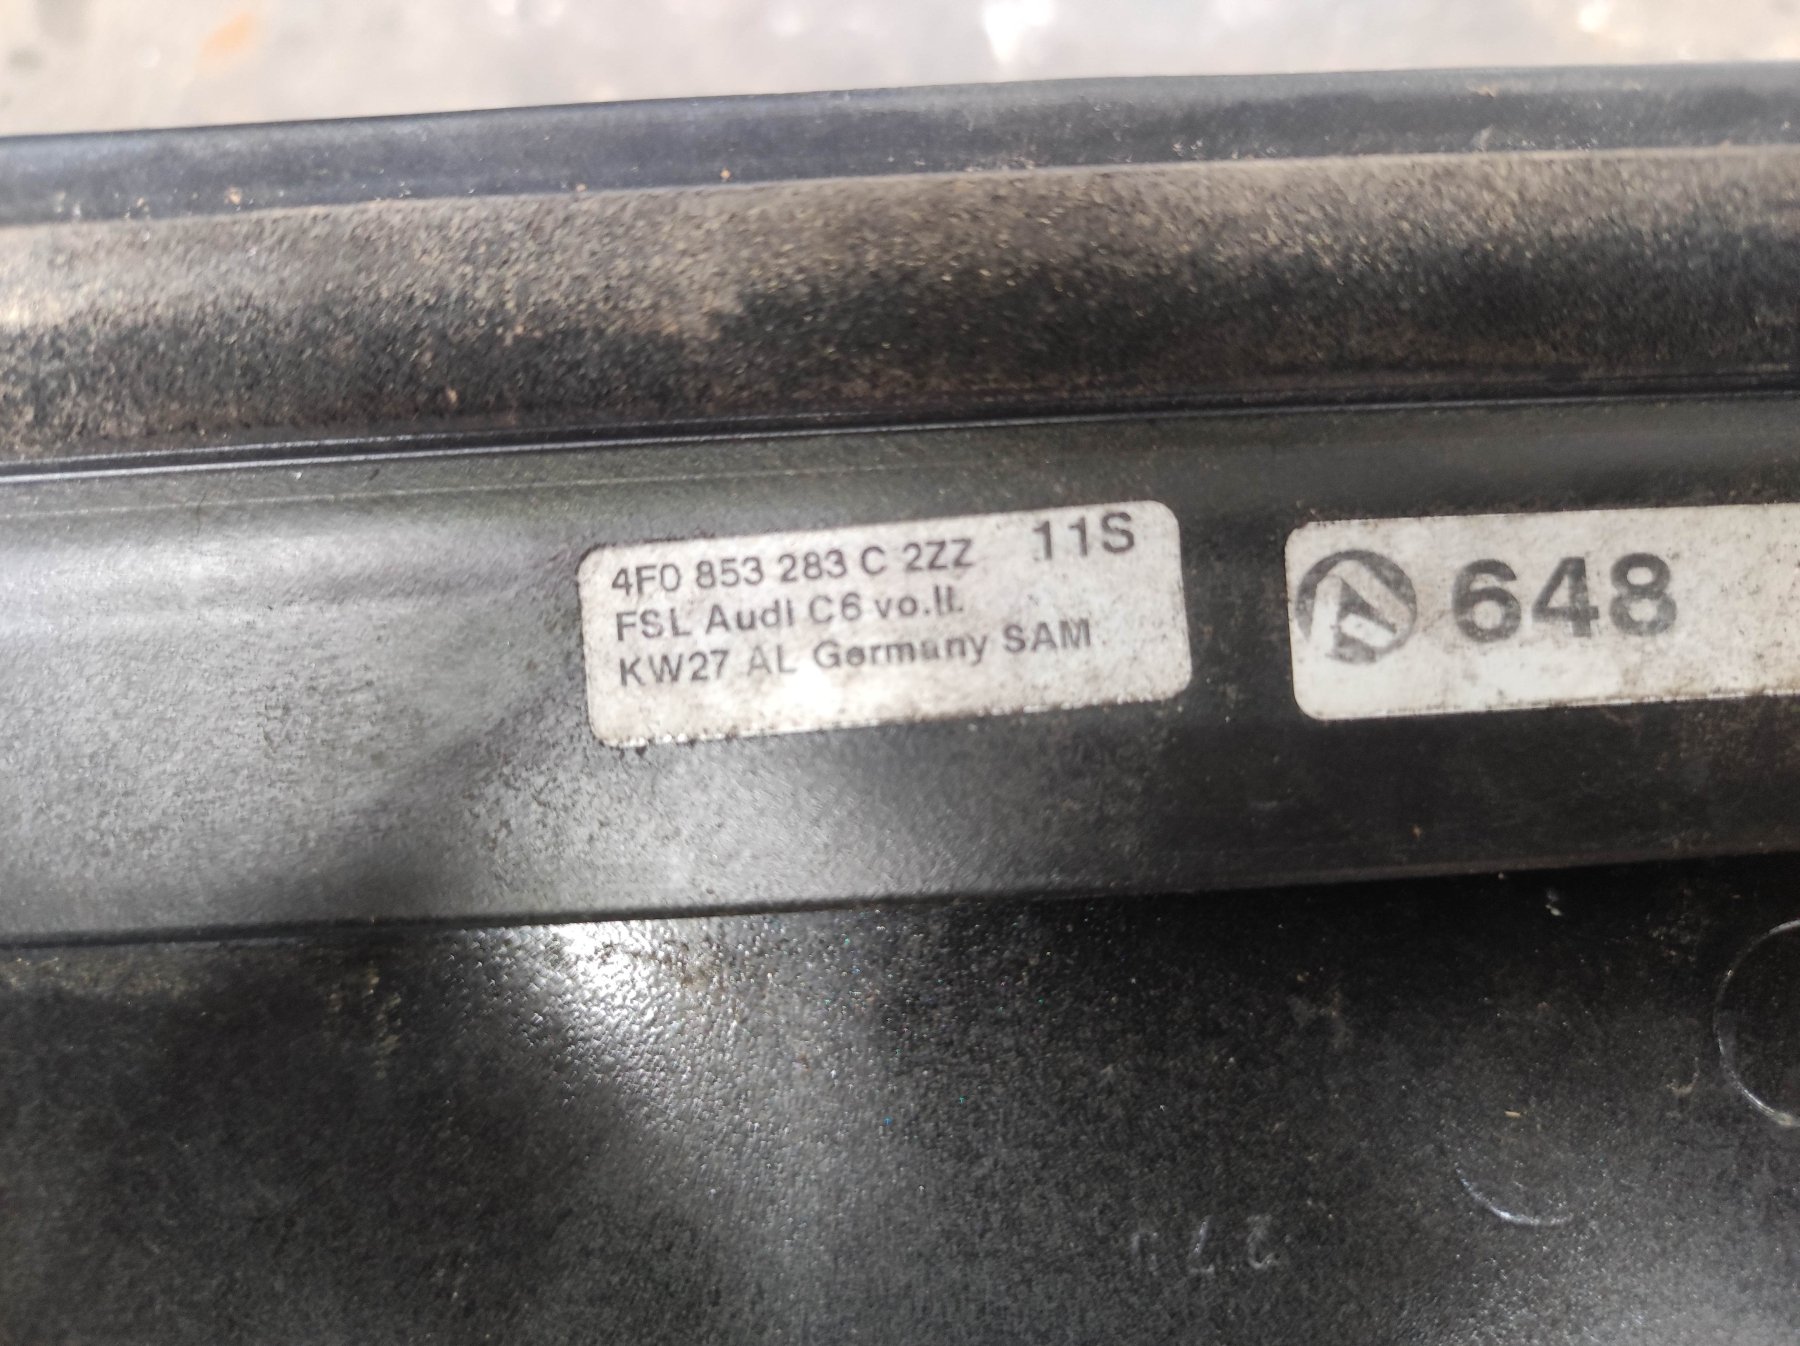 4F0 853 283 C 2ZZ 11S
FSL Audi C6 vo.li.
KW27 AL Germany SAM
648